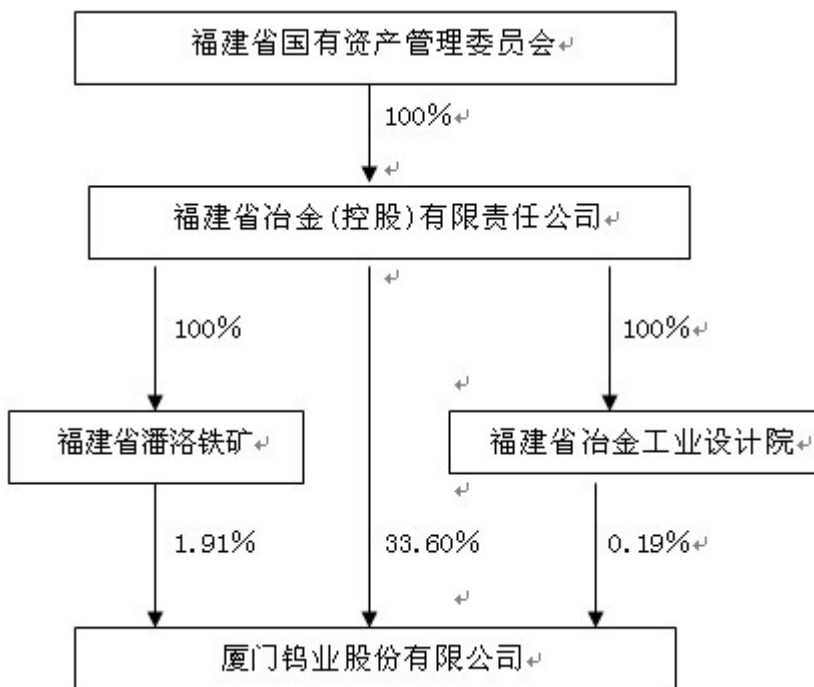 福建省国有资产管理委员会↵
100%↵
↵
福建省冶金(控股)有限责任公司↵
↵
100%
100%↵
↵
福建省潘洛铁矿↵
福建省冶金工业设计院↵
↵
1.91%
33.60%
0.19%↵
↵
厦门钨业股份有限公司↵